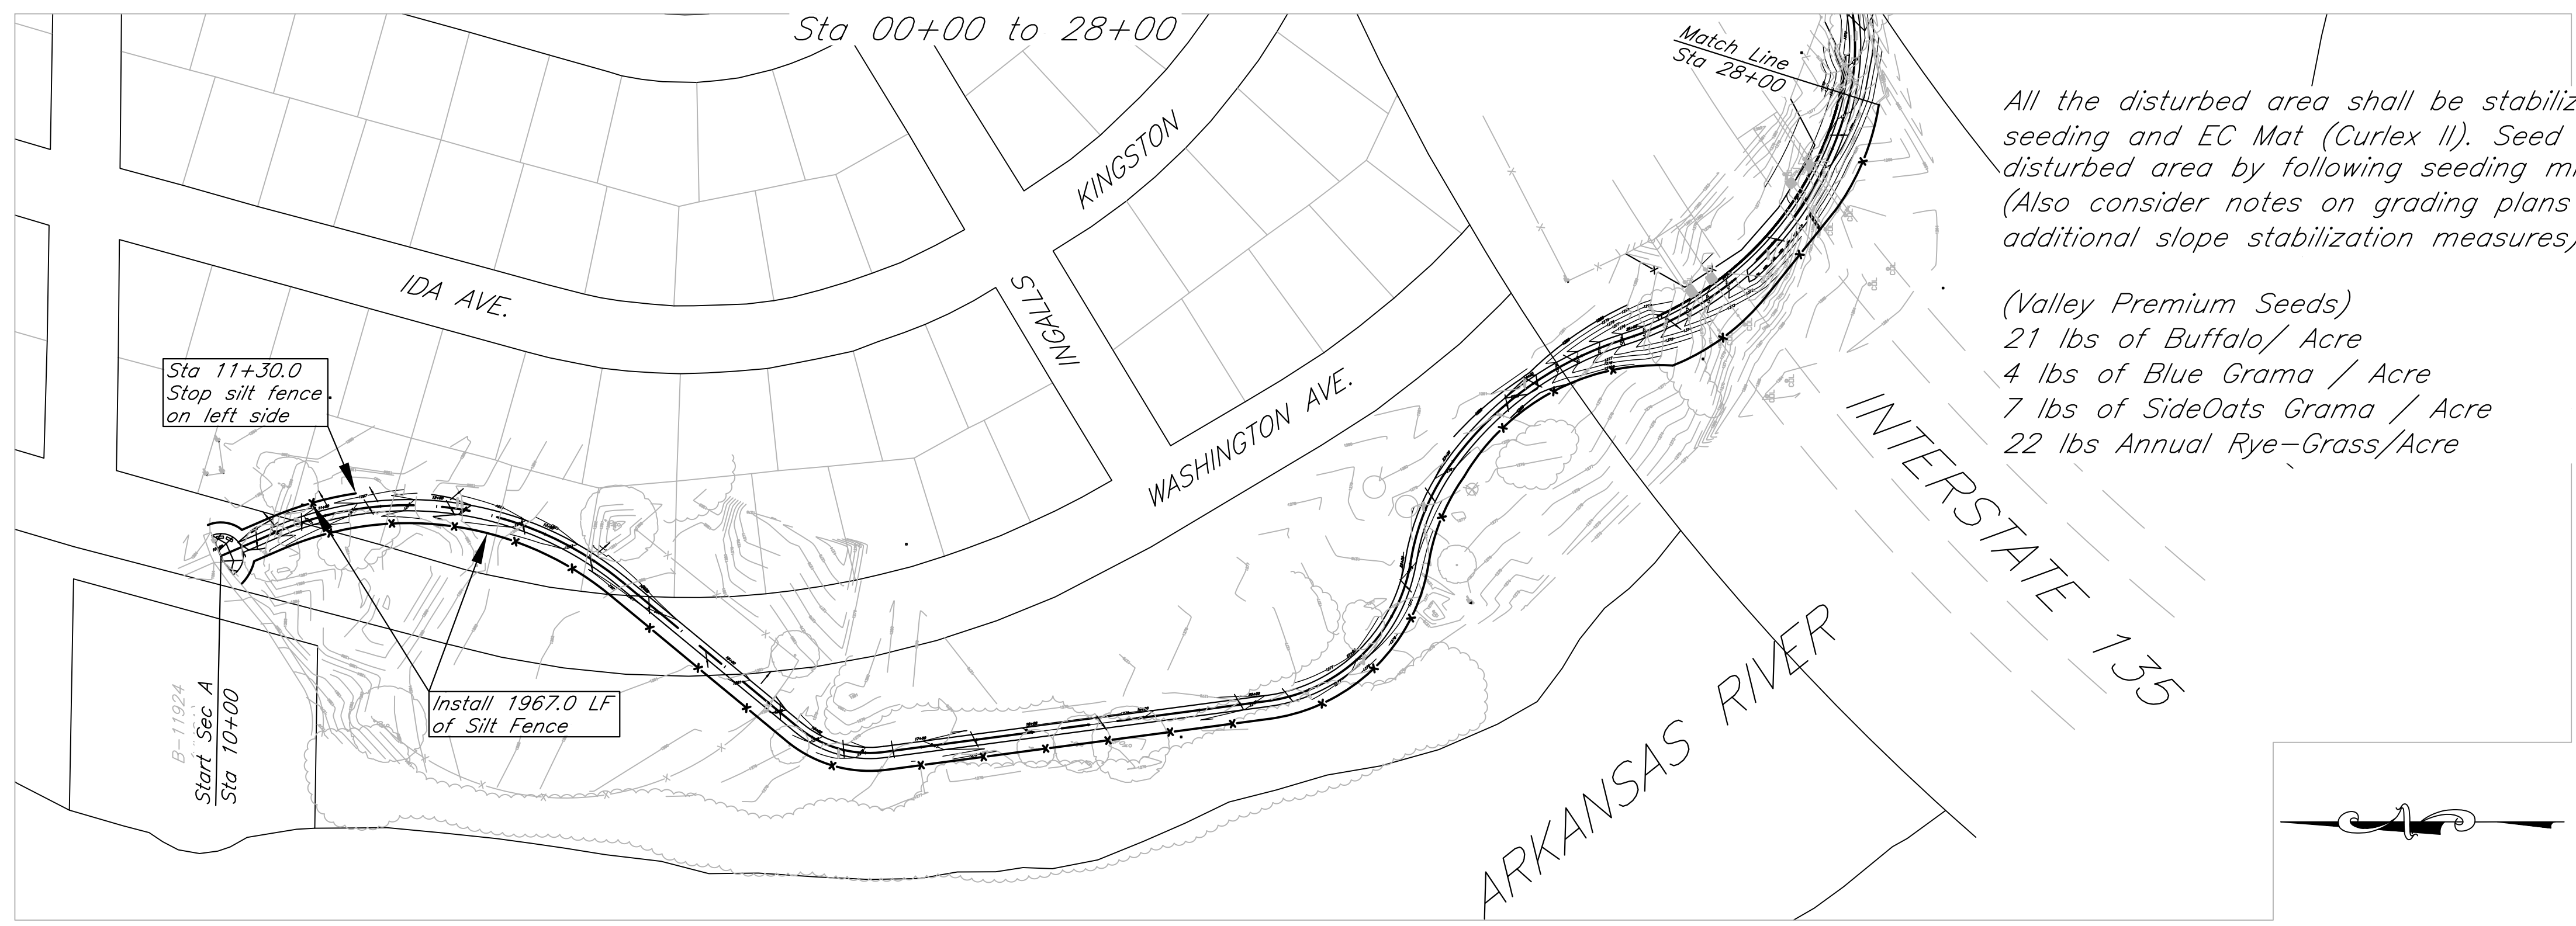 Sta 00+00 to 28+00
Match Line
Sta 28+00
All the disturbed area shall be stabiliz
seeding and EC Mat (Curlex II). Seed
disturbed area by following seeding mi
(Also consider notes on grading plans
additional slope stabilization measures)
(Valley Premium Seeds)
21 lbs of Buffalo/ Acre
4 lbs of Blue Grama / Acre
7 lbs of SideOats Grama / Acre
22 lbs Annual Rye-Grass/Acre
KINGSTON
IDA AVE.
INGALLS
WASHINGTON AVE.
Sta 11+30.0
Stop silt fence
on left side
INTERSTATE 135
ARKANSAS RIVER
Install 1967.0 LF
of Silt Fence
B-11924
Start Sec A
Sta 10+00
N